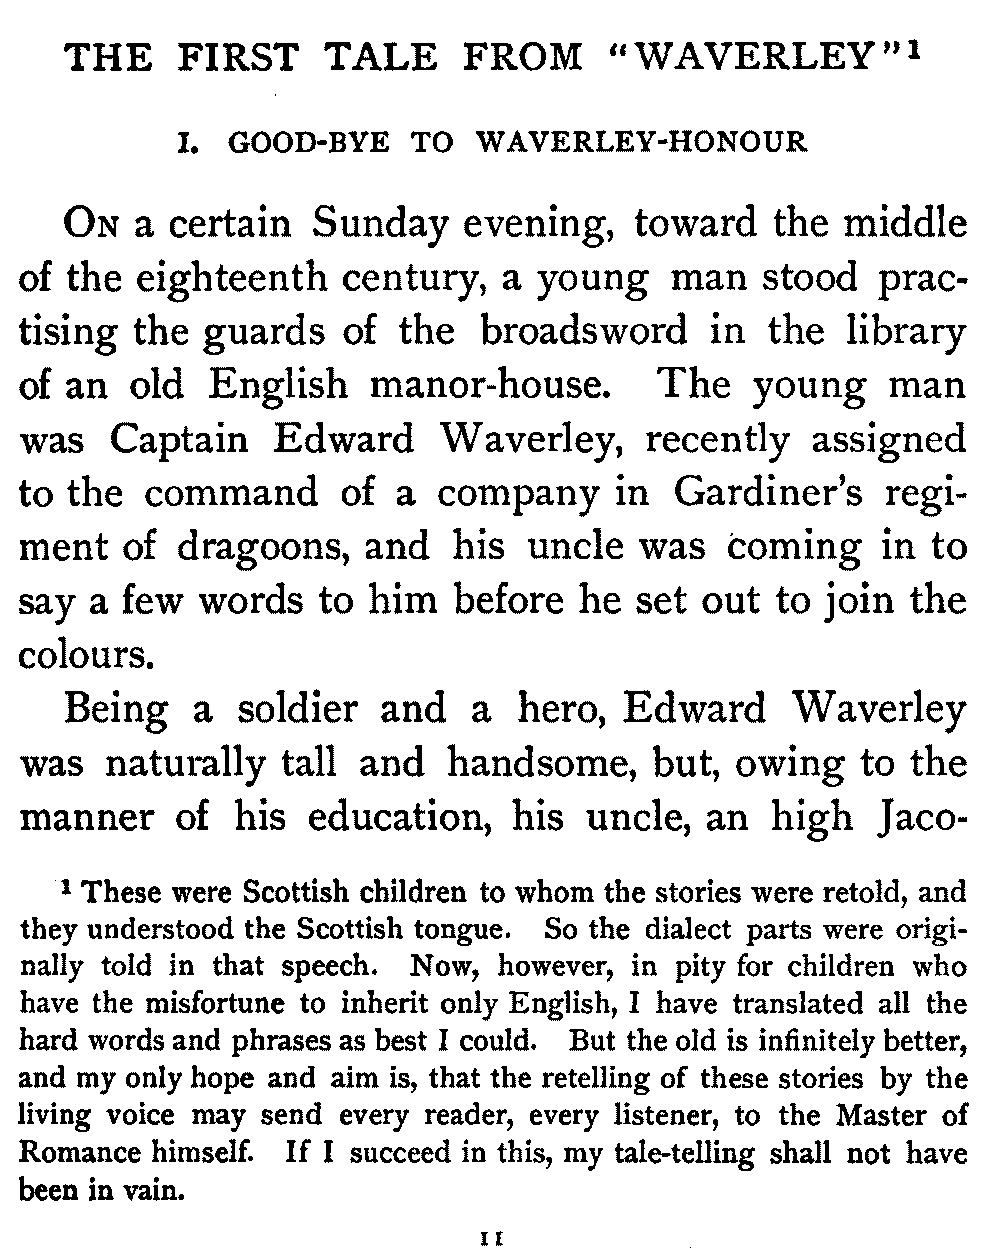 THE FIRST TALE FROM "WAVERLEY"¹
I. GOOD-BYE TO WAVERLEY-HONOUR
ON a certain Sunday evening, toward the middle
of the eighteenth century, a young man stood prac-
tising the guards of the broadsword in the library
of an old English manor-house. The young man
was Captain Edward Waverley, recently assigned
to the command of a company in Gardiner's regi-
ment of dragoons, and his uncle was coming in to
say a few words to him before he set out to join the
colours.
Being a soldier and a hero, Edward Waverley
was naturally tall and handsome, but, owing to the
manner of his education, his uncle, an high Jaco-
¹ These were Scottish children to whom the stories were retold, and
they understood the Scottish tongue. So the dialect parts were origi-
nally told in that speech. Now, however, in pity for children who
have the misfortune to inherit only English, I have translated all the
hard words and phrases as best I could. But the old is infinitely better,
and my only hope and aim is, that the retelling of these stories by the
living voice may send every reader, every listener, to the Master of
Romance himself. If I succeed in this, my tale-telling shall not have
been in vain.
11